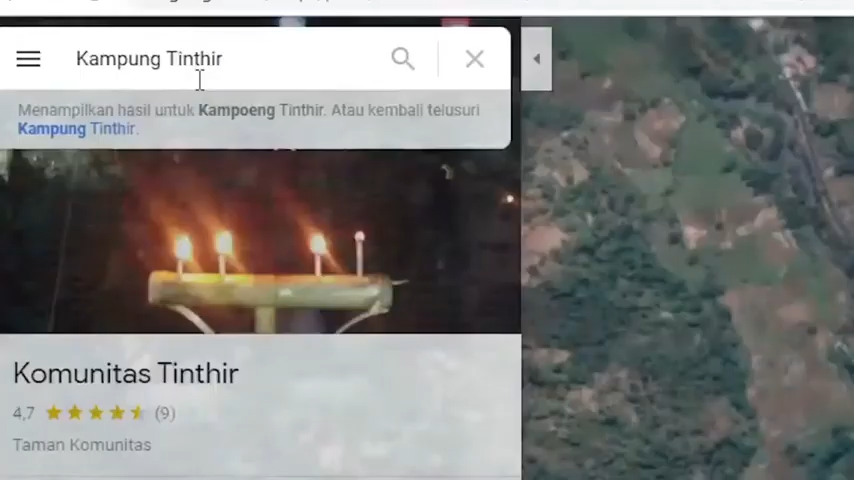 Kampung Tinthir
Menampilkan hasil untuk Kampoeng Tinthir. Atau kembali telusuri
Kampung Tinthir.
Komunitas Tinthir
4,7 (9)
Taman Komunitas